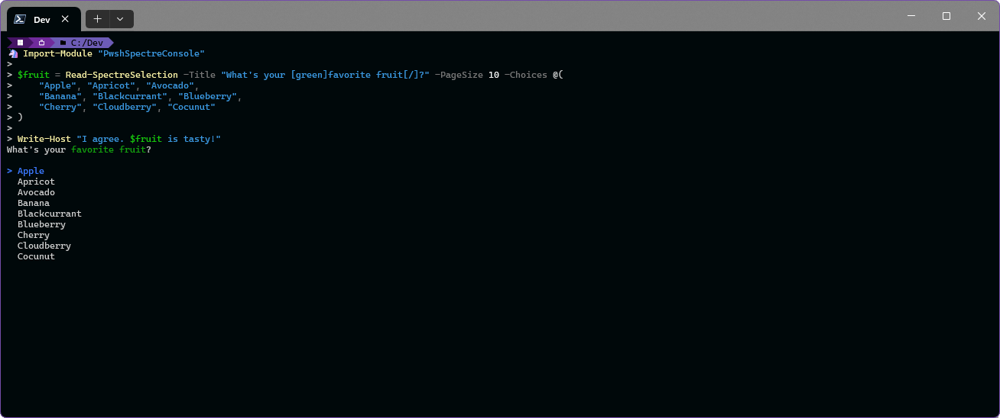 Dev
C:/Dev
Import-Module "PwshSpectreConsole"
>
> $fruit = Read-SpectreSelection -Title "What's your [green]favorite fruit[/]?" -PageSize 10 -Choices @(
>     "Apple", "Apricot", "Avocado",
>     "Banana", "Blackcurrant", "Blueberry",
>     "Cherry", "Cloudberry", "Cocunut"
> )
>
> Write-Host "I agree. $fruit is tasty!"
What's your favorite fruit?
> Apple
Apricot
Avocado
Banana
Blackcurrant
Blueberry
Cherry
Cloudberry
Cocunut